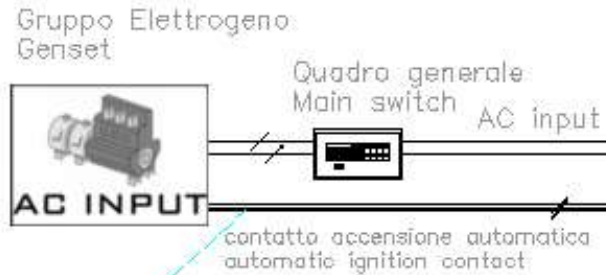 Gruppo Elettrogeno
Genset
Quadro generale
Main switch
AC input
AC INPUT
contatto accensione automatica
automatic ignition contact